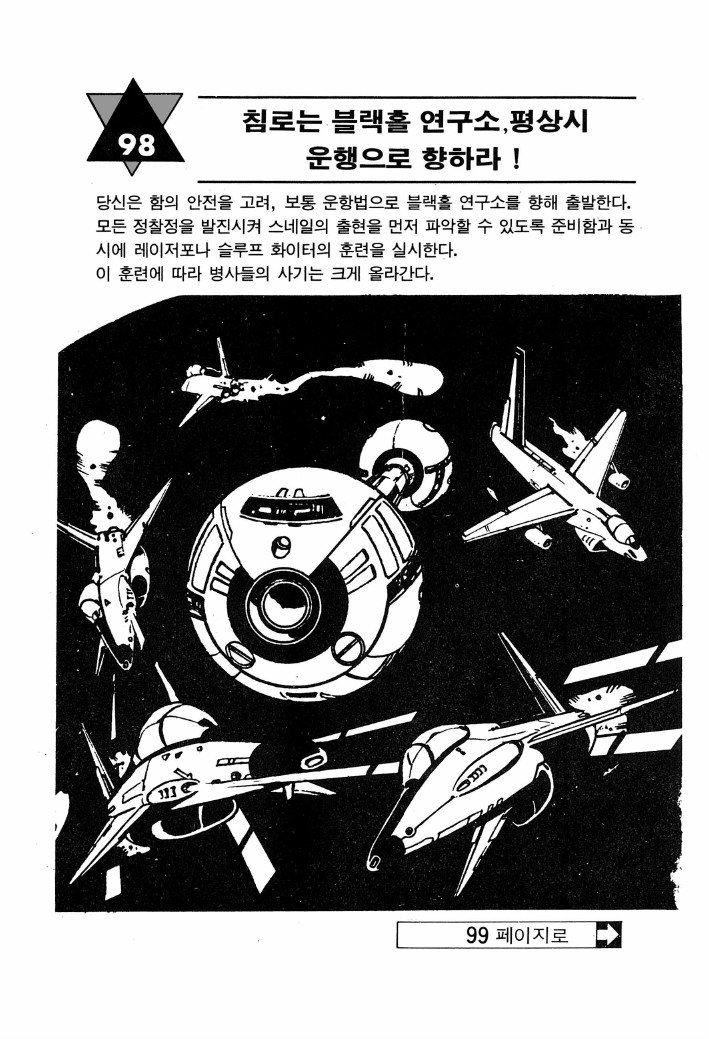 98
침로는 블랙홀 연구소,평상시
운행으로 향하라 !
당신은 함의 안전을 고려, 보통 운항법으로 블랙홀 연구소를 향해 출발한다.
모든 정찰정을 발진시켜 스네일의 출현을 먼저 파악할 수 있도록 준비함과 동
시에 레이저포나 슬루프 화이터의 훈련을 실시한다.
이 훈련에 따라 병사들의 사기는 크게 올라간다.
99 페이지로